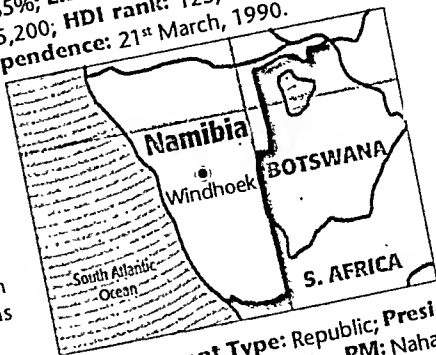 5%;
5,200; HDI rank:
pendence: 21st March, 1990.
Namibia
BOTSWANA
Windhoek
South Atlantic
Ocean
S. AFRICA
Type: Republic; Presi
PM: Naha